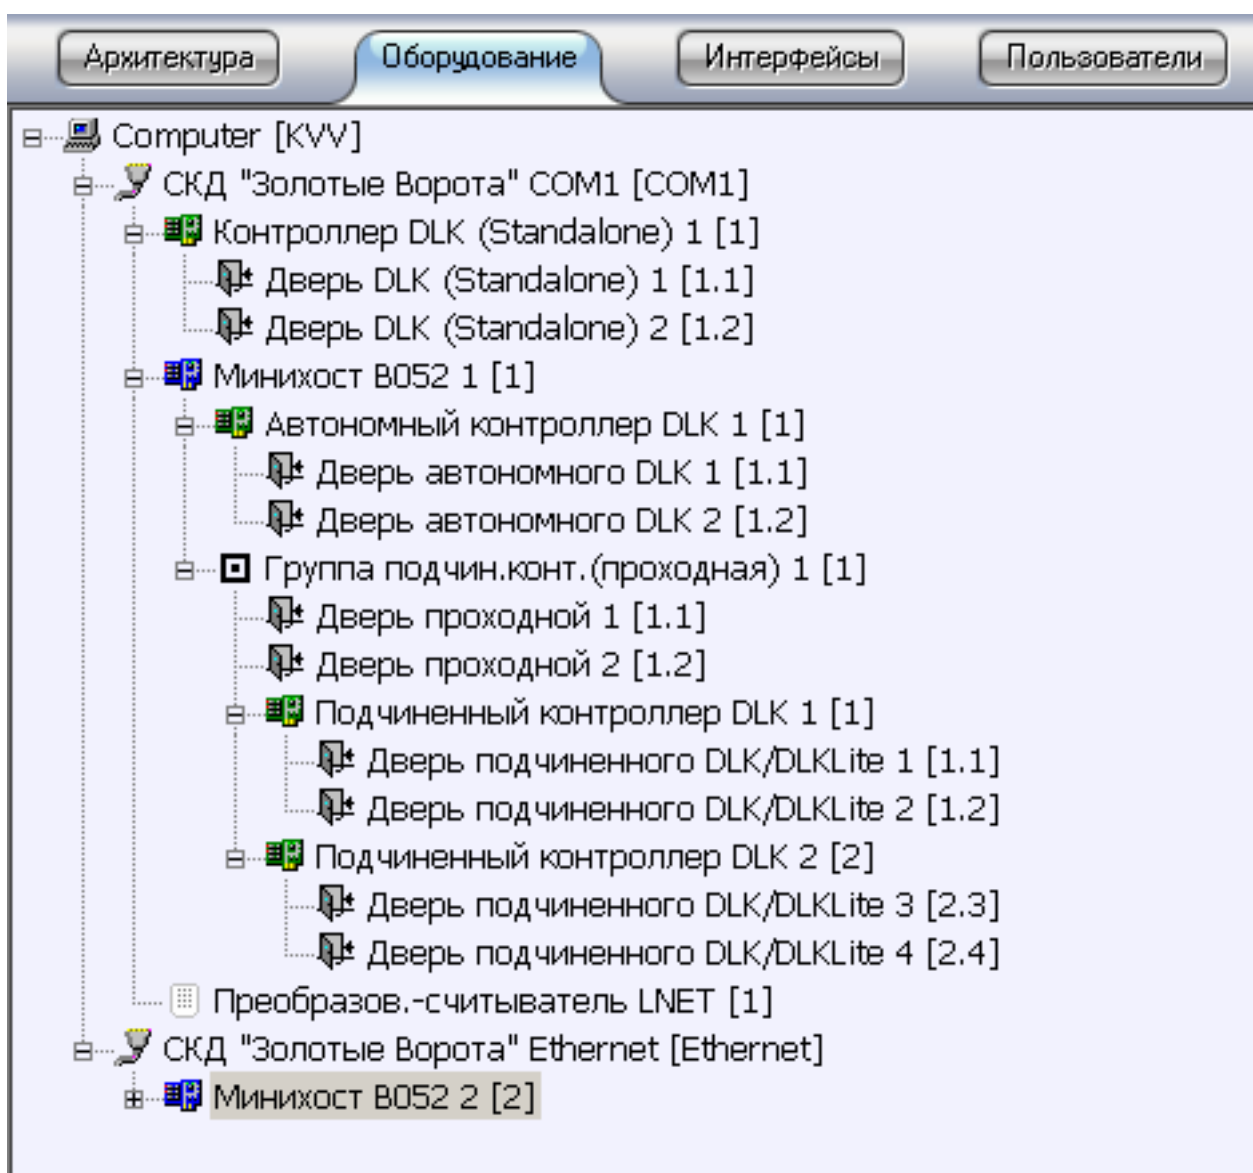 Архитектура Оборудование Интерфейсы Пользователи
Computer [KVV]
СКД "Золотые Ворота" COM1 [COM1]
Контроллер DLK (Standalone) 1 [1]
Дверь DLK (Standalone) 1 [1.1]
Дверь DLK (Standalone) 2 [1.2]
Минихост B052 1 [1]
Автономный контроллер DLK 1 [1]
Дверь автономного DLK 1 [1.1]
Дверь автономного DLK 2 [1.2]
Группа подчин.конт.(проходная) 1 [1]
Дверь проходной 1 [1.1]
Дверь проходной 2 [1.2]
Подчиненный контроллер DLK 1 [1]
Дверь подчиненного DLK/DLKLite 1 [1.1]
Дверь подчиненного DLK/DLKLite 2 [1.2]
Подчиненный контроллер DLK 2 [2]
Дверь подчиненного DLK/DLKLite 3 [2.3]
Дверь подчиненного DLK/DLKLite 4 [2.4]
Преобразов.-считыватель LNET [1]
СКД "Золотые Ворота" Ethernet [Ethernet]
Минихост B052 2 [2]